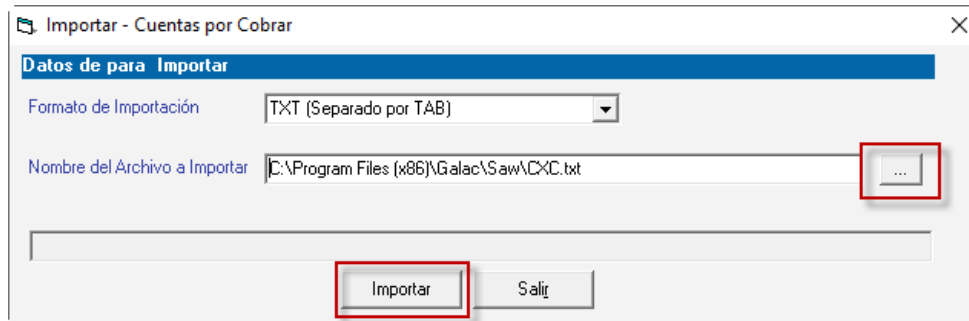 Importar - Cuentas por Cobrar
Datos de para Importar
Formato de Importación TXT (Separado por TAB)
Nombre del Archivo a Importar C:\Program Files (x86)\Galac\Saw\CXC.txt ...
Importar Salir